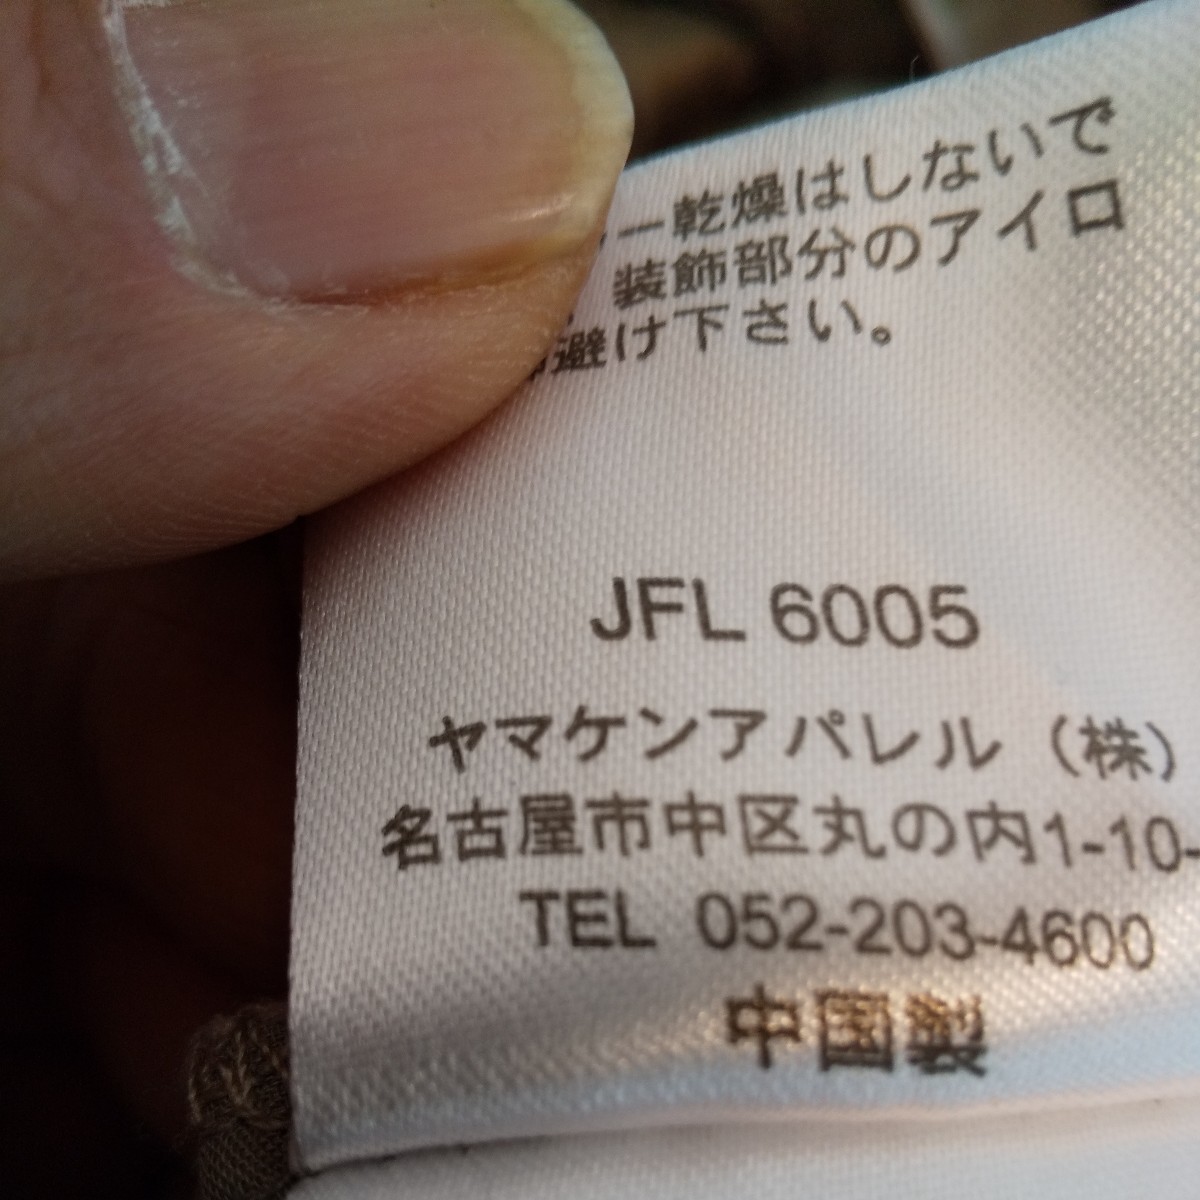 ー乾燥はしないで
装飾部分のアイロ
避け下さい。
JFL 6005
ヤマケンアパレル（株）
名古屋市中区丸の内1-10-
TEL 052-203-4600
中国製